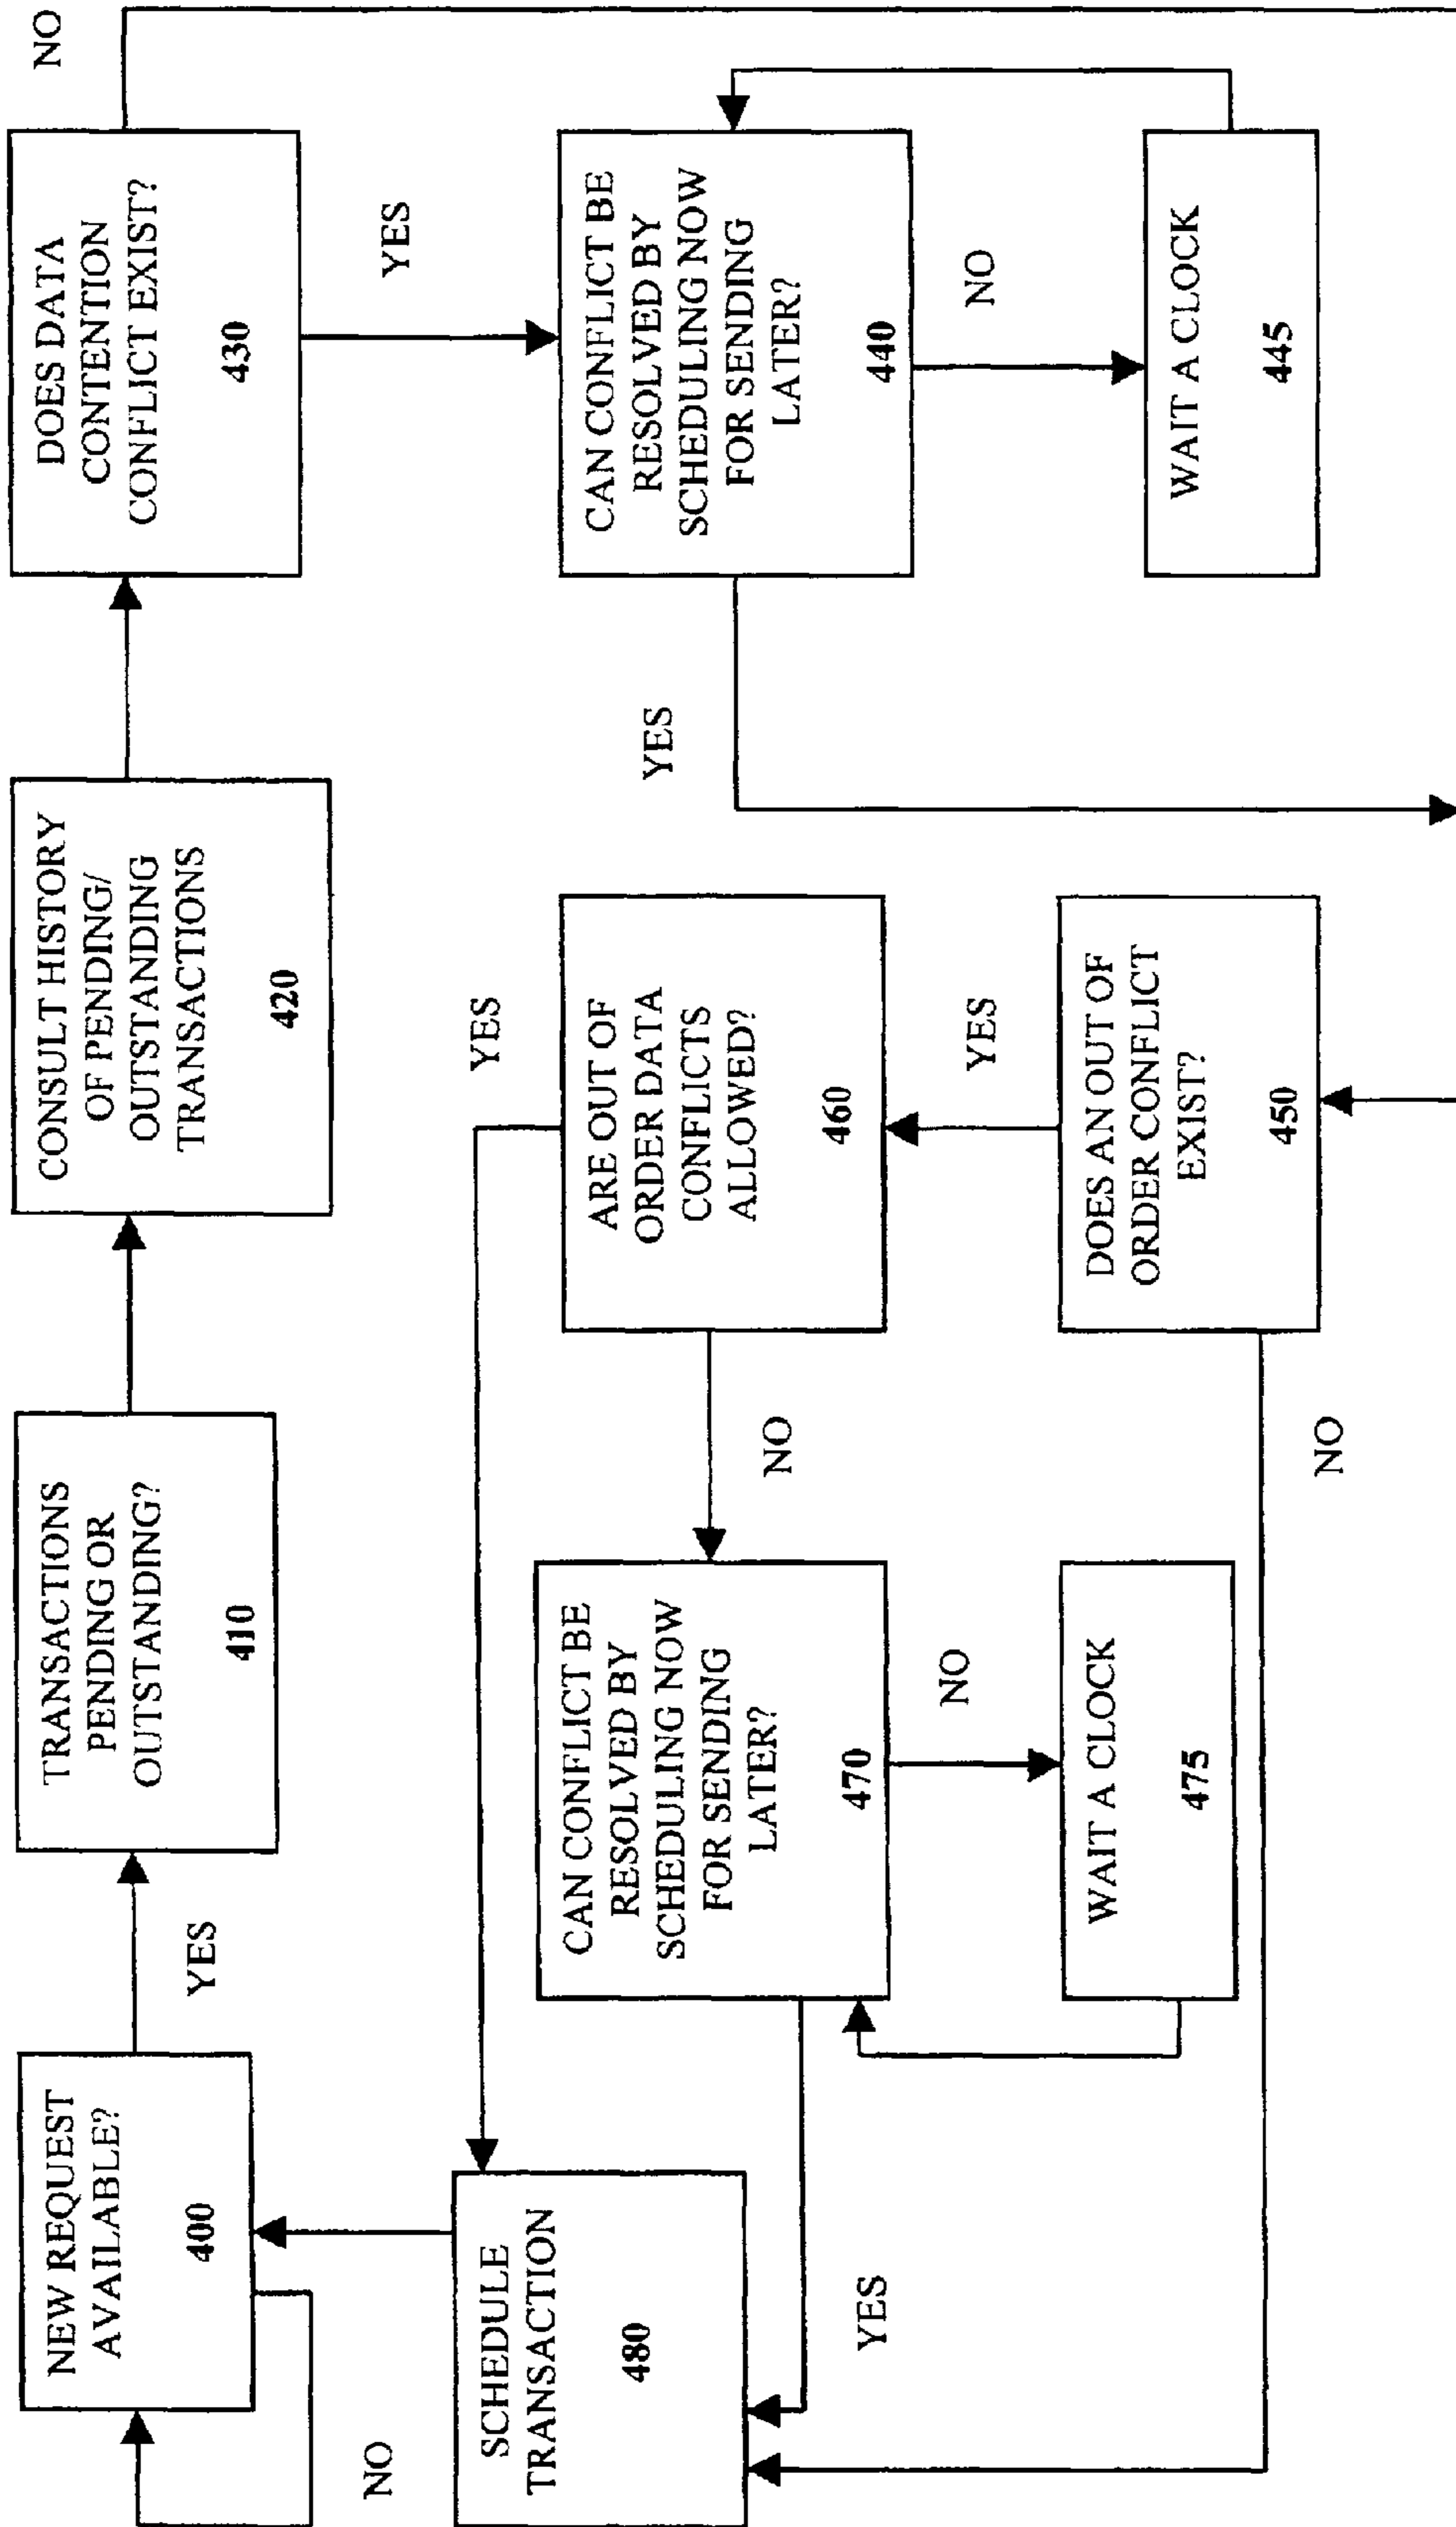 NEW REQUEST
AVAILABLE?
400
YES
NO
TRANSACTIONS
PENDING OR
OUTSTANDING?
410
CONSULT HISTORY
OF PENDING/
OUTSTANDING
TRANSACTIONS
420
DOES DATA
CONTENTION
CONFLICT EXIST?
430
NO
YES
CAN CONFLICT BE
RESOLVED BY
SCHEDULING NOW
FOR SENDING
LATER?
440
YES
NO
WAIT A CLOCK
445
DOES AN OUT OF
ORDER CONFLICT
EXIST?
450
YES
NO
ARE OUT OF
ORDER DATA
CONFLICTS
ALLOWED?
460
YES
NO
CAN CONFLICT BE
RESOLVED BY
SCHEDULING NOW
FOR SENDING
LATER?
470
NO
YES
WAIT A CLOCK
475
SCHEDULE
TRANSACTION
480